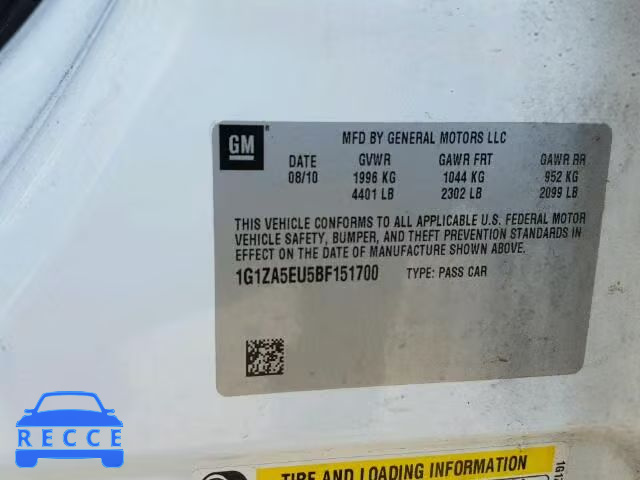 GM
MFD BY GENERAL MOTORS LLC
DATE GVWR GAWR FRT GAWR RR
08/10 1996 KG 1044 KG 952 KG
4401 LB 2302 LB 2099 LB
THIS VEHICLE CONFORMS TO ALL APPLICABLE U.S. FEDERAL MOTOR
VEHICLE SAFETY, BUMPER, AND THEFT PREVENTION STANDARDS IN
EFFECT ON THE DATE OF MANUFACTURE SHOWN ABOVE.
1G1ZA5EU5BF151700 TYPE: PASS CAR
RECCE
TIRE AND LOADING INFORMATION